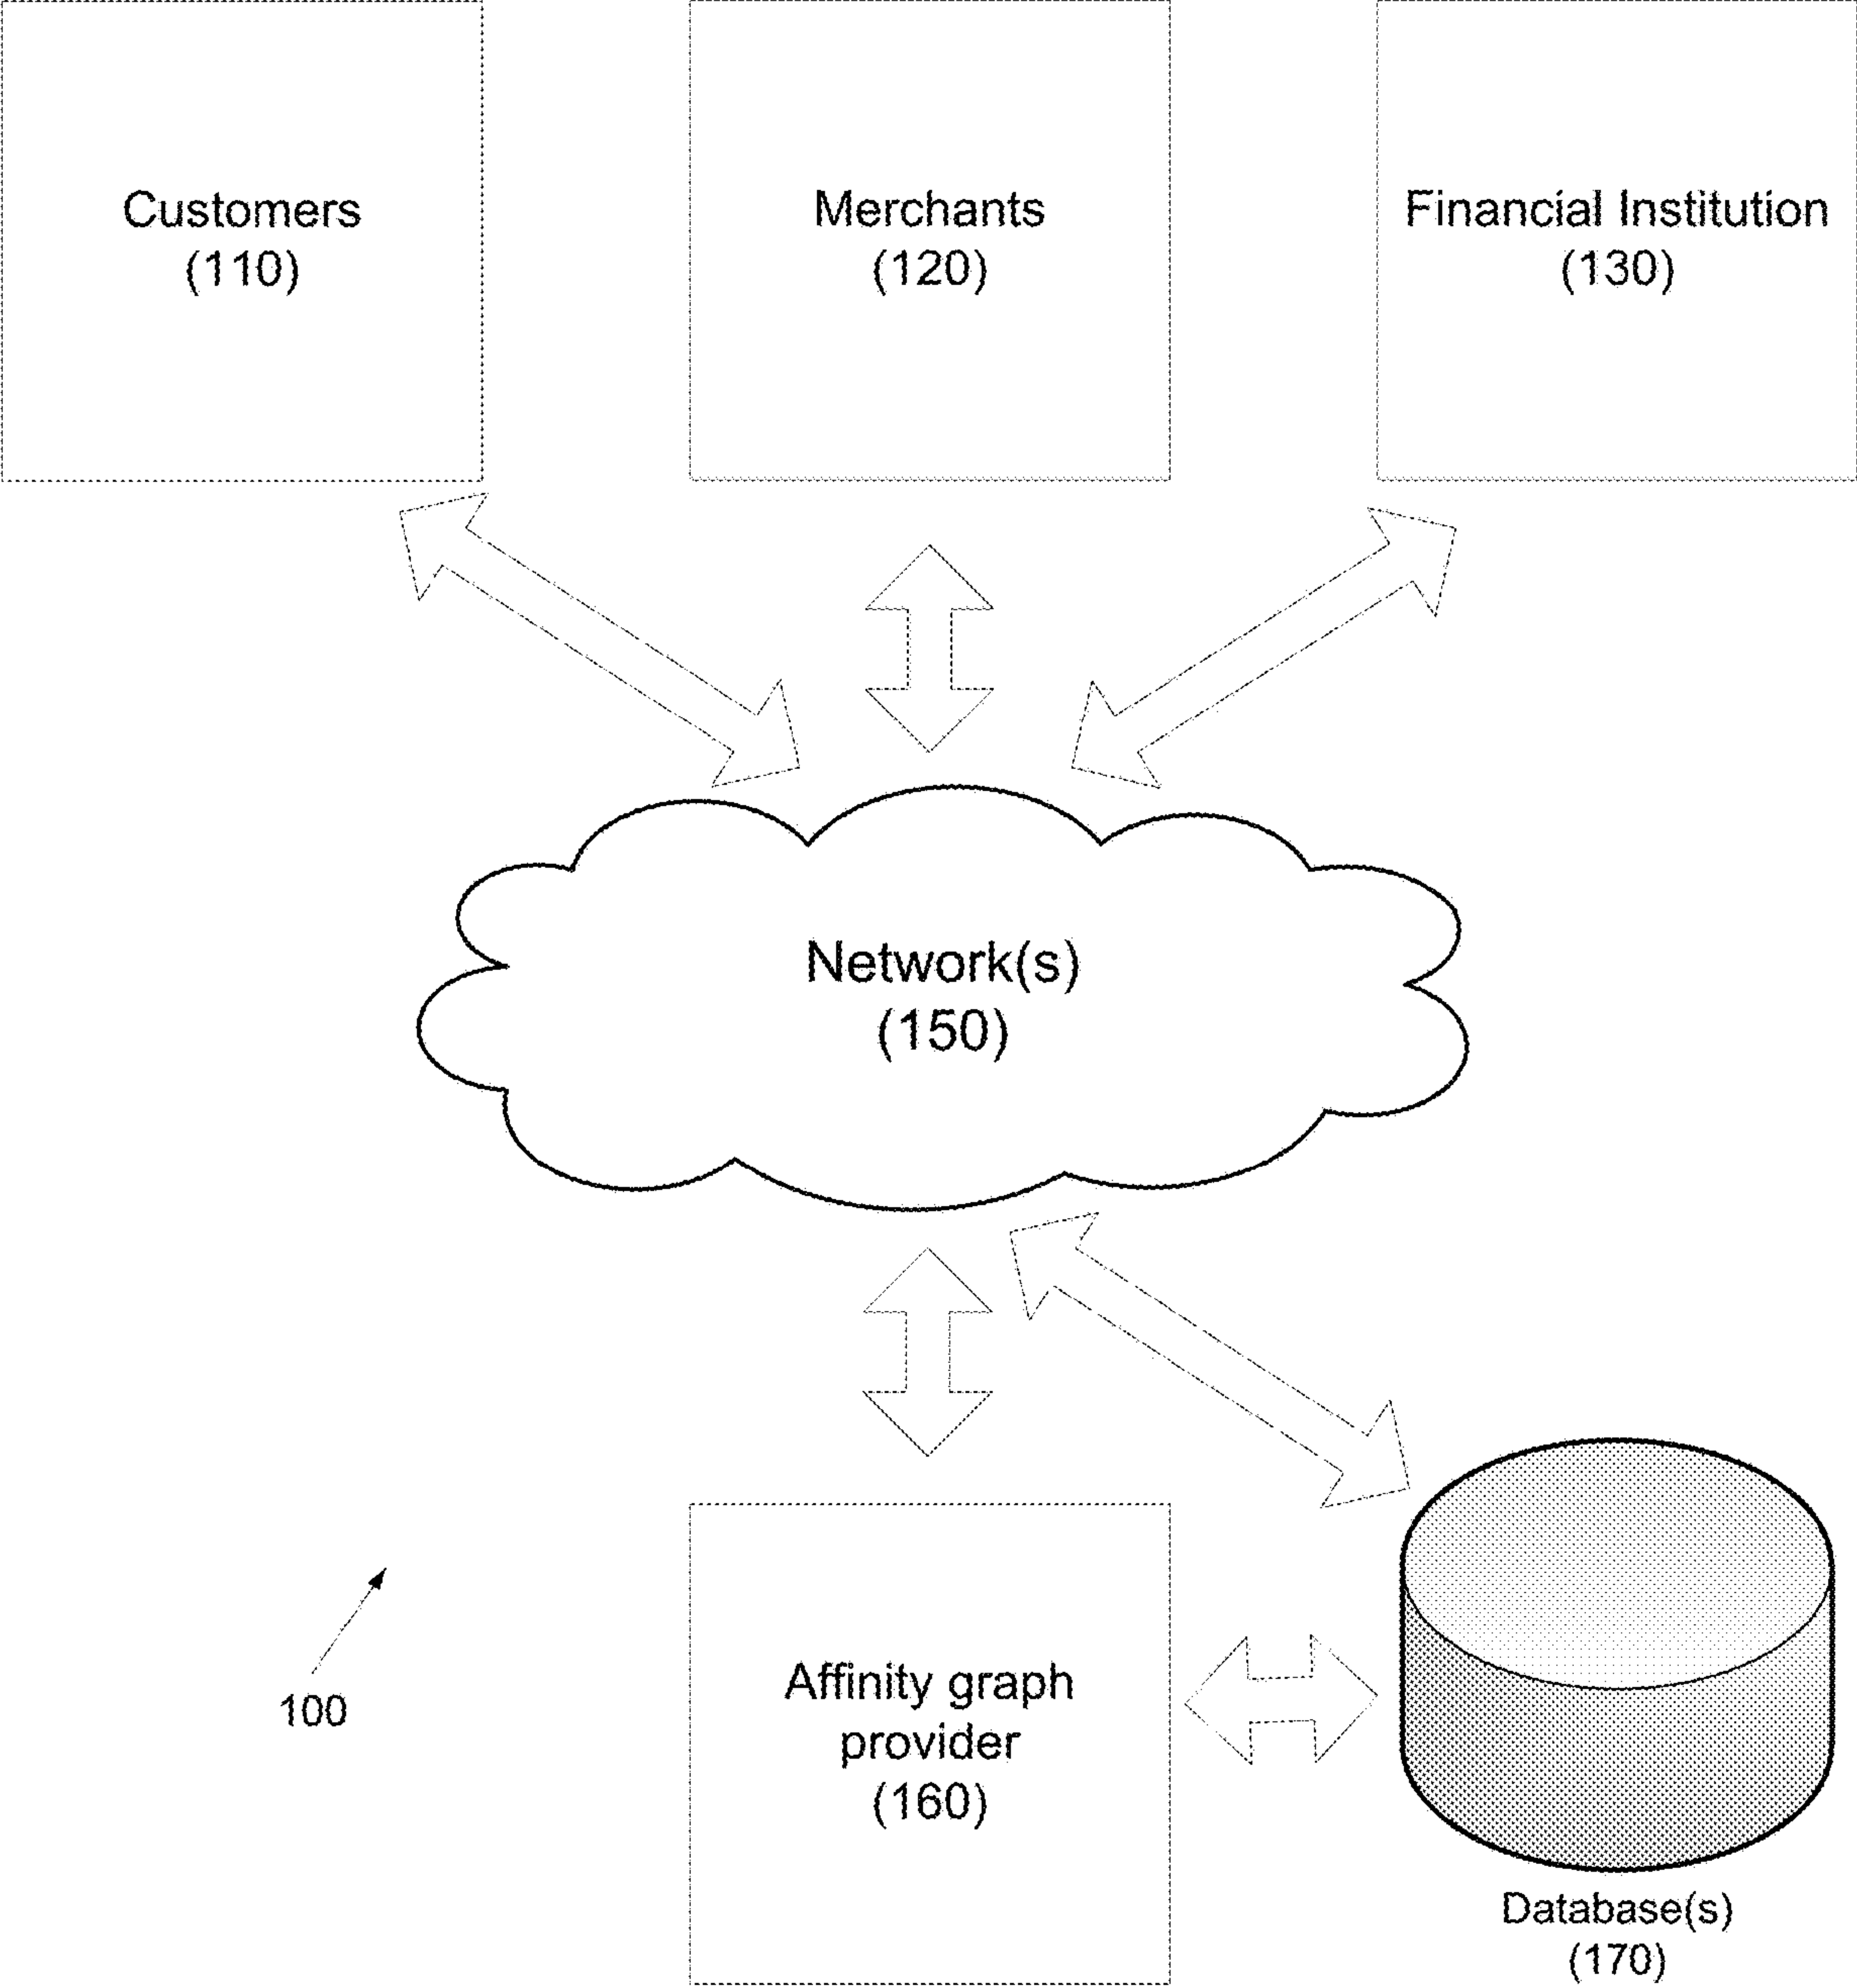 Customers
(110)
Merchants
(120)
Financial Institution
(130)
Network(s)
(150)
100
Affinity graph
provider
(160)
Database(s)
(170)